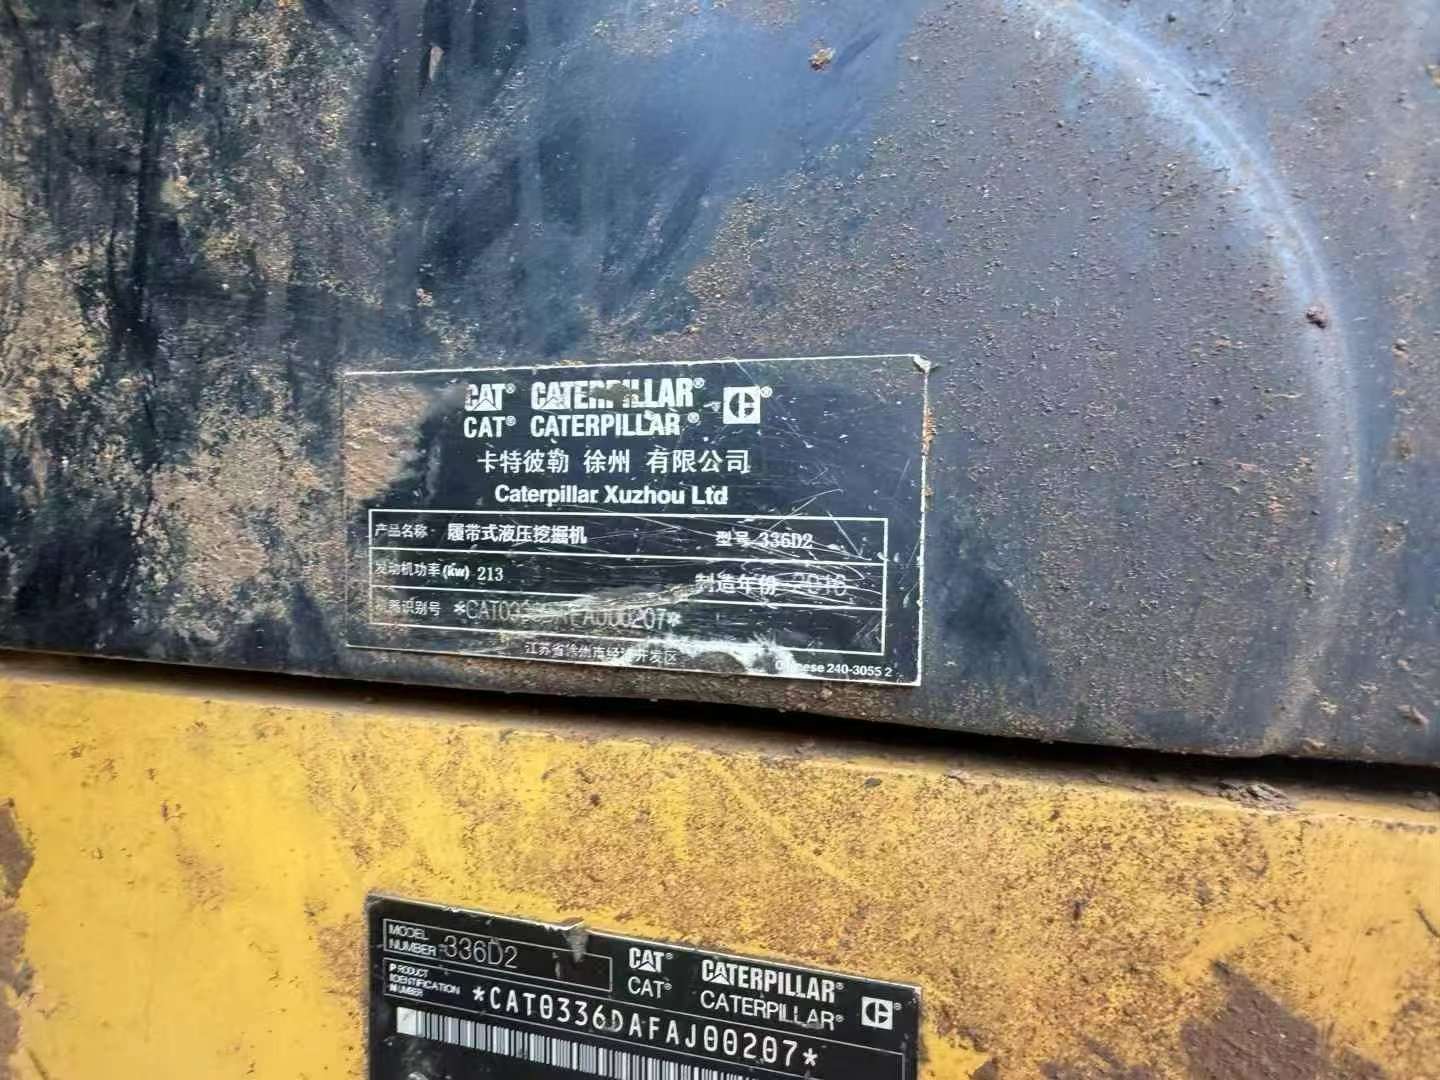 CAT® CATERPILLAR®
CAT® CATERPILLAR®
卡特彼勒 徐州 有限公司
Caterpillar Xuzhou Ltd
产品名称 履带式液压挖掘机 型号 336D2
发动机功率(kw) 213 制造年份 2016
识别号
江苏省徐州市经济开发区
240-3055 2
MODEL NUMBER 336D2
CAT® CATERPILLAR®
CAT® CATERPILLAR®
PRODUCT IDENTIFICATION NUMBER
*CAT0336DAFAJ00207*